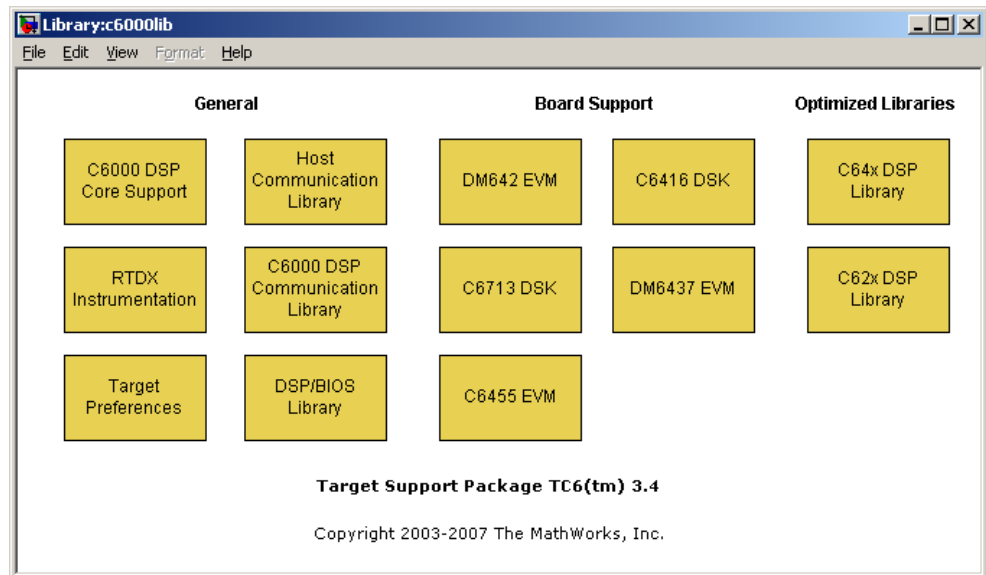 Library:c6000lib
File Edit View Format Help
General
Board Support
Optimized Libraries
C6000 DSP
Core Support
Host
Communication
Library
DM642 EVM
C6416 DSK
C64x DSP
Library
RTDX
Instrumentation
C6000 DSP
Communication
Library
C6713 DSK
DM6437 EVM
C62x DSP
Library
Target
Preferences
DSP/BIOS
Library
C6455 EVM
Target Support Package TC6(tm) 3.4
Copyright 2003-2007 The MathWorks, Inc.